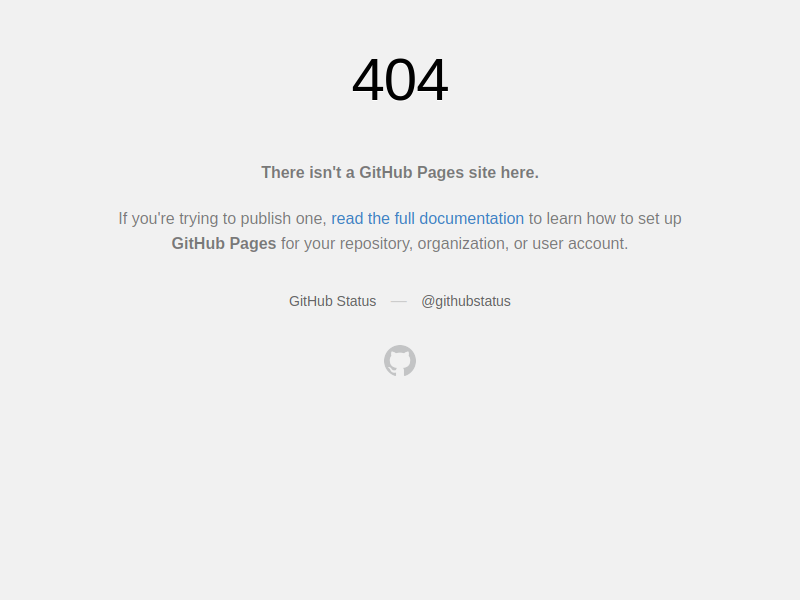 404
There isn't a GitHub Pages site here.
If you're trying to publish one, read the full documentation to learn how to set up
GitHub Pages for your repository, organization, or user account.
GitHub Status — @githubstatus